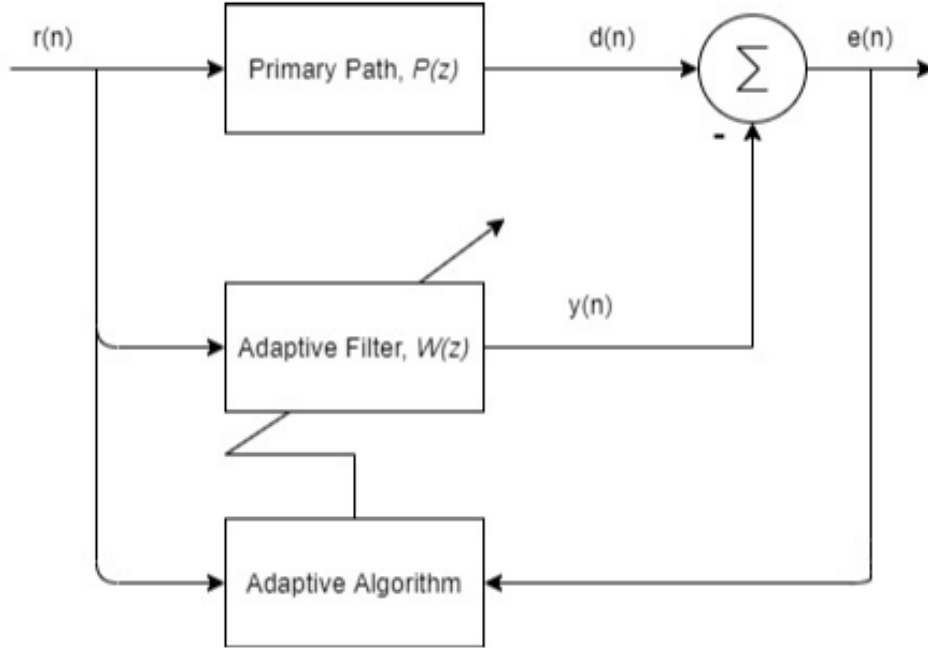 r(n)
Primary Path, P(z)
d(n)
Σ
e(n)
-
Adaptive Filter, W(z)
y(n)
Adaptive Algorithm